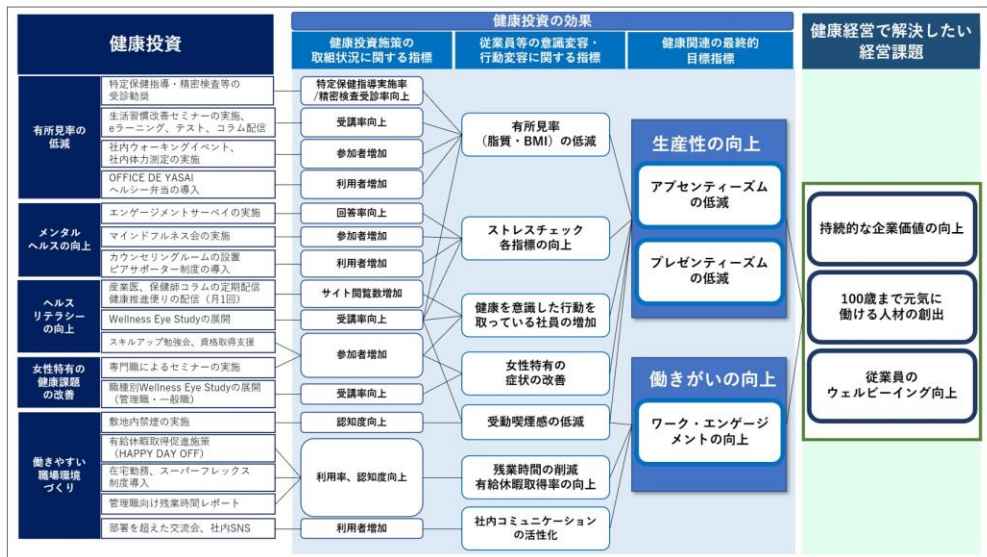 健康投資
健康投資の効果
健康投資施策の
取組状況に関する指標
従業員等の意識変容・
行動変容に関する指標
健康関連の最終的
目標指標
健康経営で解決したい
経営課題
有所見率の
低減
特定保健指導・精密検査等の
受診勧奨
生活習慣改善セミナーの実施、
eラーニング、テスト、コラム配信
社内ウォーキングイベント、
社内体力測定の実施
OFFICE DE YASAI
ヘルシー弁当の導入
メンタル
ヘルスの向上
エンゲージメントサーベイの実施
マインドフルネス会の実施
カウンセリングルームの設置
ピアサポーター制度の導入
ヘルス
リテラシー
の向上
産業医、保健師コラムの定期配信
健康推進便りの配信（月1回）
Wellness Eye Studyの展開
スキルアップ勉強会、資格取得支援
女性特有の
健康課題
の改善
専門職によるセミナーの実施
職種別Wellness Eye Studyの展開
（管理職・一般職）
働きやすい
職場環境
づくり
敷地内禁煙の実施
有給休暇取得促進施策
（HAPPY DAY OFF）
在宅勤務、スーパーフレックス
制度導入
管理職向け残業時間レポート
部署を超えた交流会、社内SNS
特定保健指導実施率
/精密検査受診率向上
受講率向上
参加者増加
利用者増加
回答率向上
参加者増加
利用者増加
サイト閲覧数増加
受講率向上
参加者増加
受講率向上
認知度向上
利用率、認知度向上
利用者増加
有所見率
（脂質・BMI）の低減
ストレスチェック
各指標の向上
健康を意識した行動を
取っている社員の増加
女性特有の
症状の改善
受動喫煙感の低減
残業時間の削減
有給休暇取得率の向上
社内コミュニケーション
の活性化
生産性の向上
アブセンティーズム
の低減
プレゼンティーズム
の低減
働きがいの向上
ワーク・エンゲージ
メントの向上
持続的な企業価値の向上
100歳まで元気に
働ける人材の創出
従業員の
ウェルビーイング向上